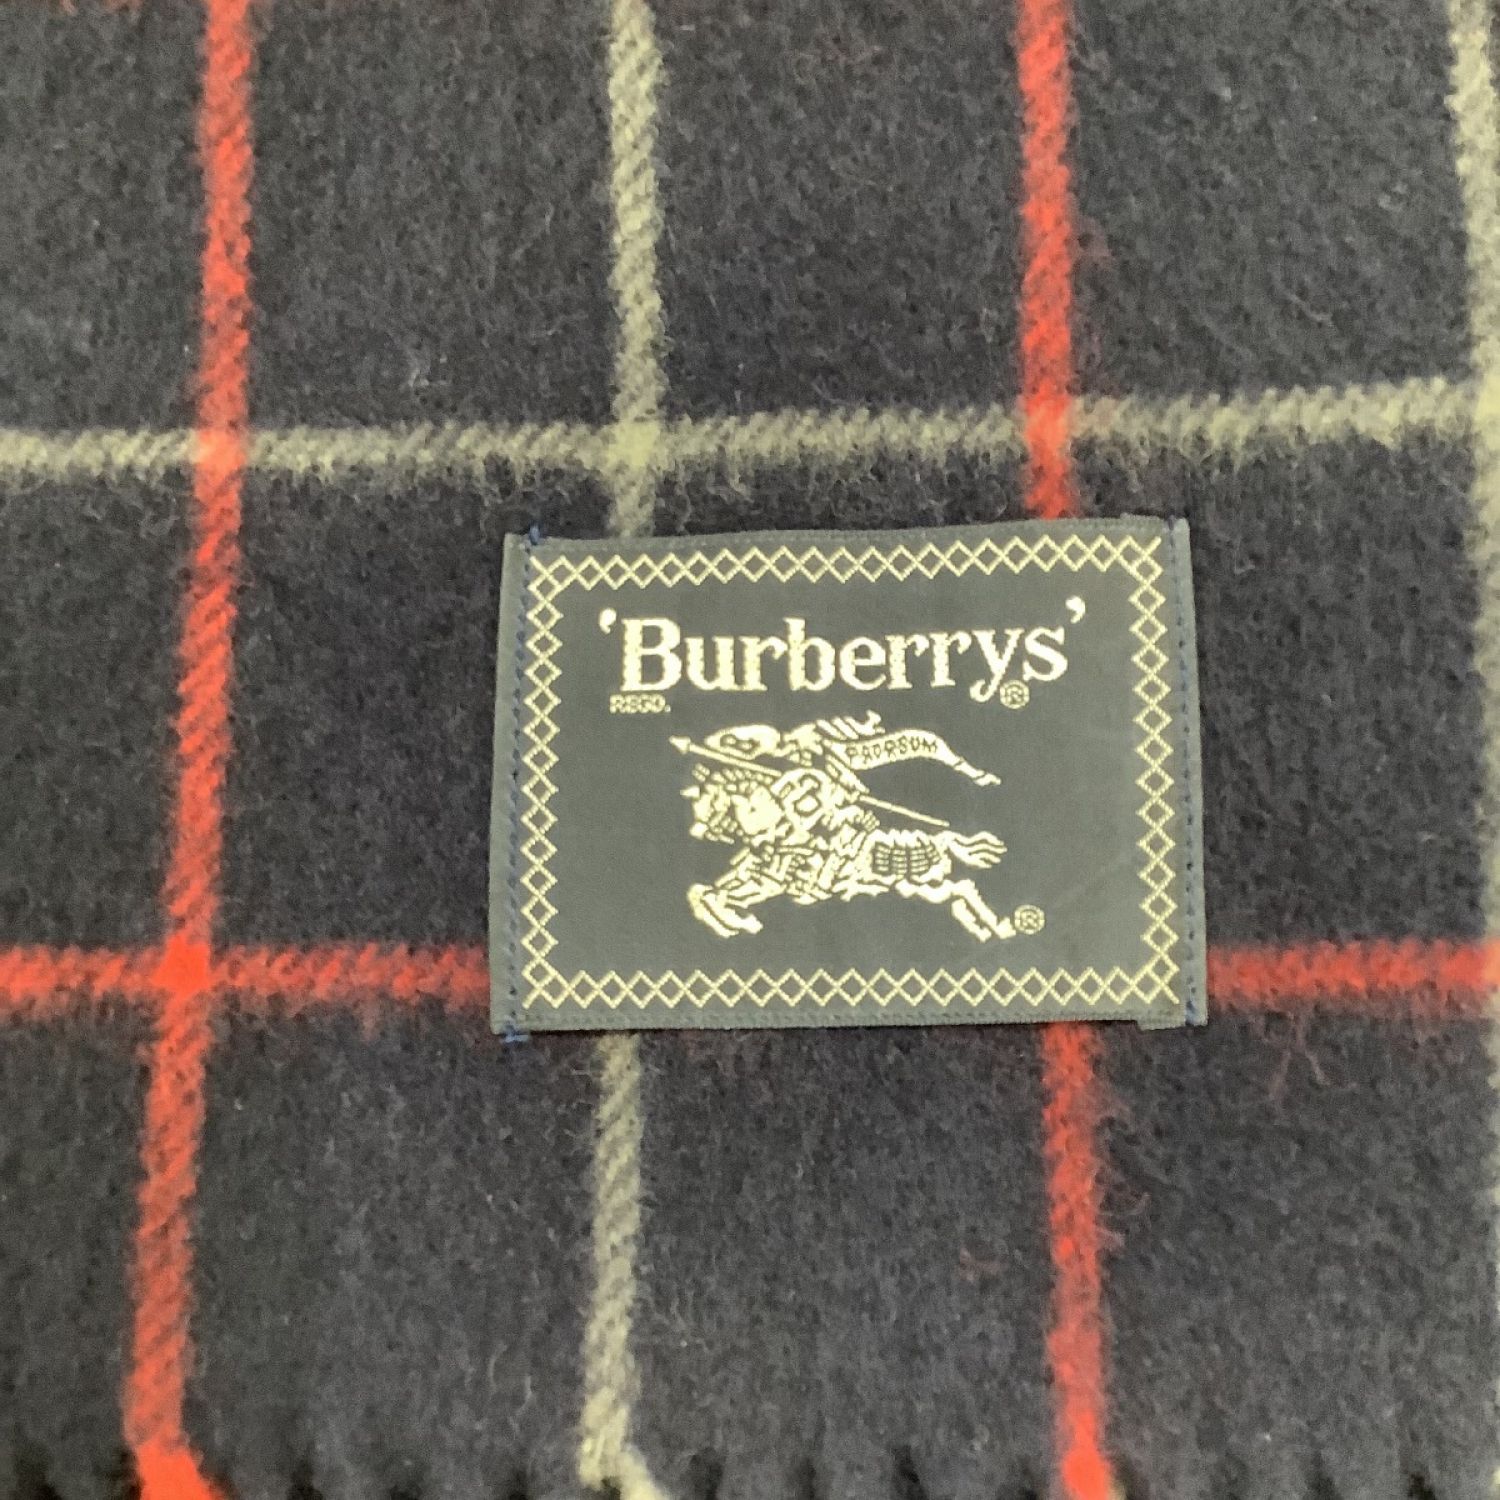 'Burberrys'
REGD. ®
PRORSUM
®